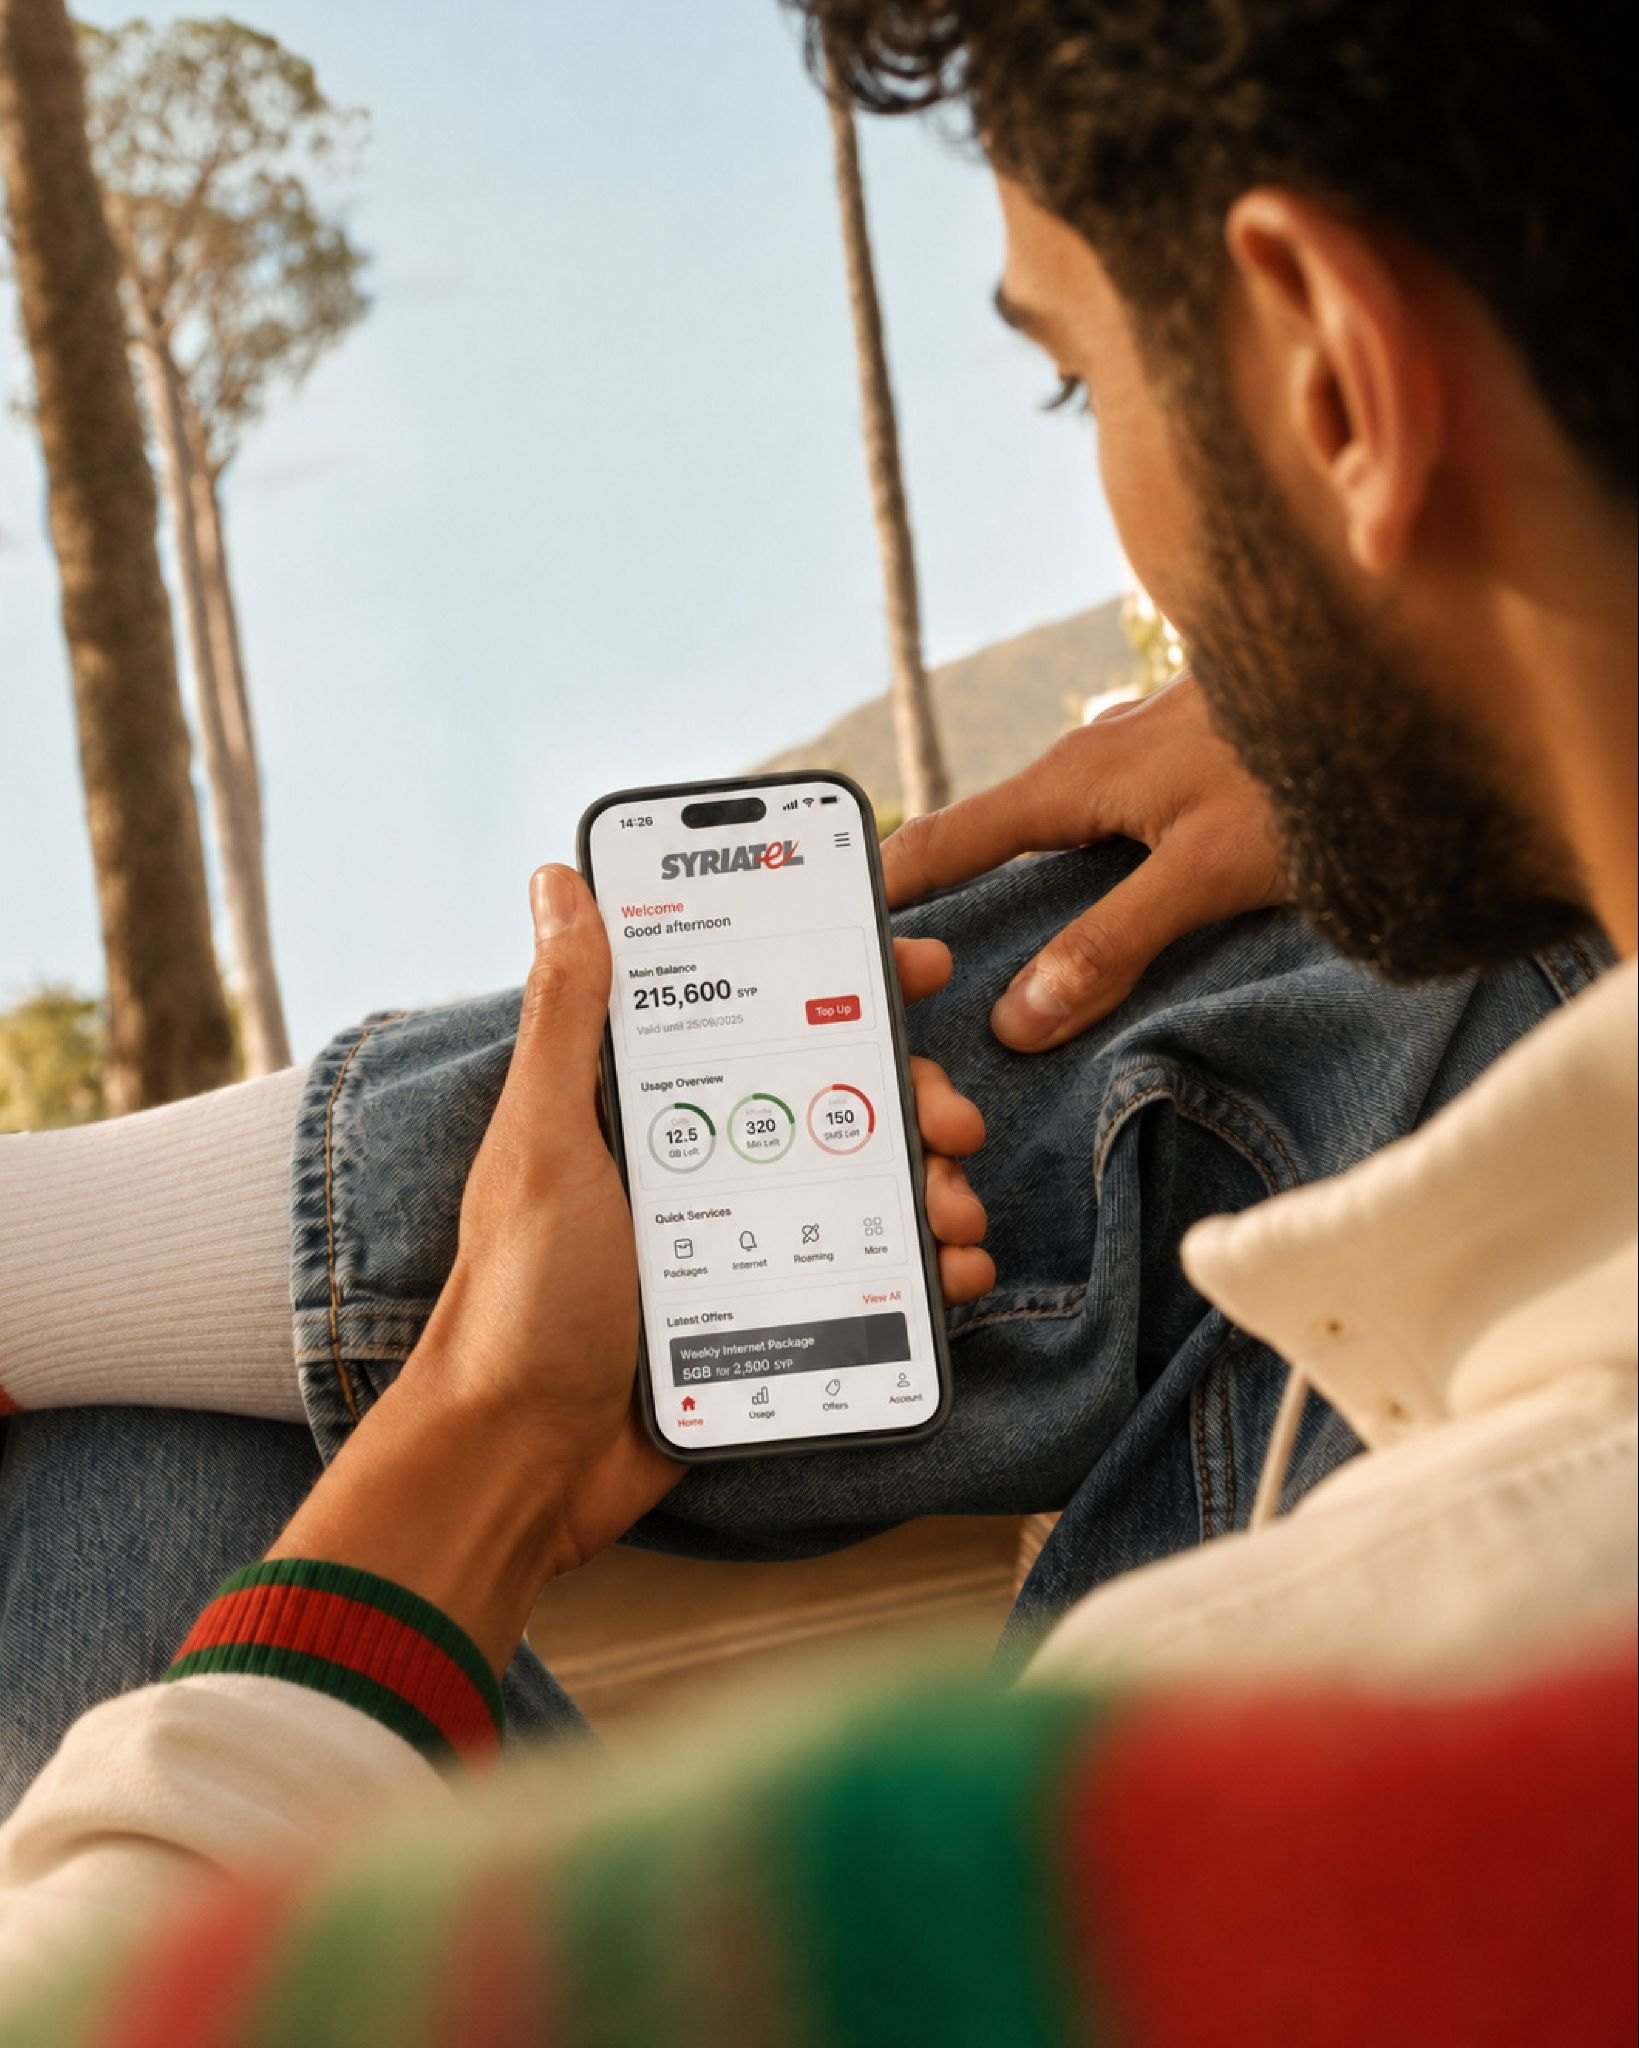 14:26
SYRIATEL
Welcome
Good afternoon
Main Balance
215,600 SYP
Valid until 25/08/2025
Top Up
Usage Overview
12.5
GB Left
320
Min Left
150
SMS Left
Quick Services
Packages
Internet
Roaming
More
Latest Offers
View All
Weekly Internet Package
5GB for 2,500 SYP
Home
Usage
Offers
Account